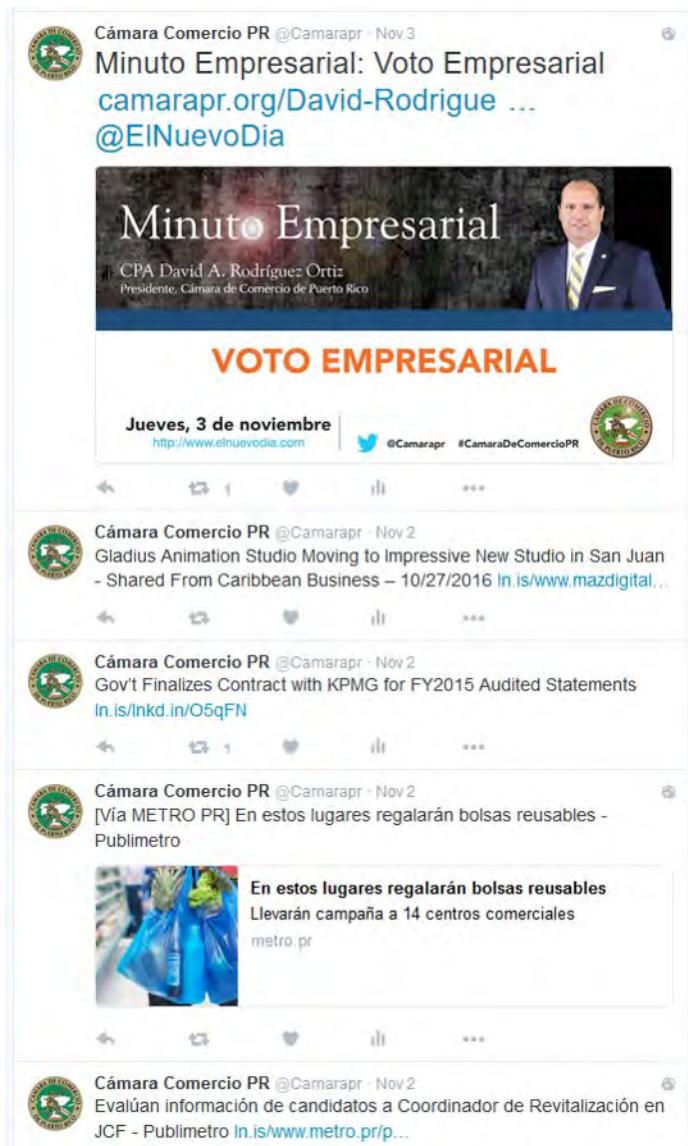 Cámara Comercio PR @Camarapr · Nov 3
Minuto Empresarial: Voto Empresarial
camarapr.org/David-Rodrigue ...
@ElNuevoDia
Minuto Empresarial
CPA David A. Rodríguez Ortiz
Presidente, Cámara de Comercio de Puerto Rico
VOTO EMPRESARIAL
Jueves, 3 de noviembre
http://www.elnuevodia.com
@Camarapr #CamaraDeComercioPR
CAMARA DE COMERCIO
DE PUERTO RICO
1
Cámara Comercio PR @Camarapr · Nov 2
Gladius Animation Studio Moving to Impressive New Studio in San Juan
- Shared From Caribbean Business – 10/27/2016 ln.is/www.mazdigital...
Cámara Comercio PR @Camarapr · Nov 2
Gov't Finalizes Contract with KPMG for FY2015 Audited Statements
ln.is/lnkd.in/O5qFN
1
Cámara Comercio PR @Camarapr · Nov 2
[Vía METRO PR] En estos lugares regalarán bolsas reusables -
Publimetro
En estos lugares regalarán bolsas reusables
Llevarán campaña a 14 centros comerciales
metro.pr
Cámara Comercio PR @Camarapr · Nov 2
Evalúan información de candidatos a Coordinador de Revitalización en
JCF - Publimetro ln.is/www.metro.pr/p...